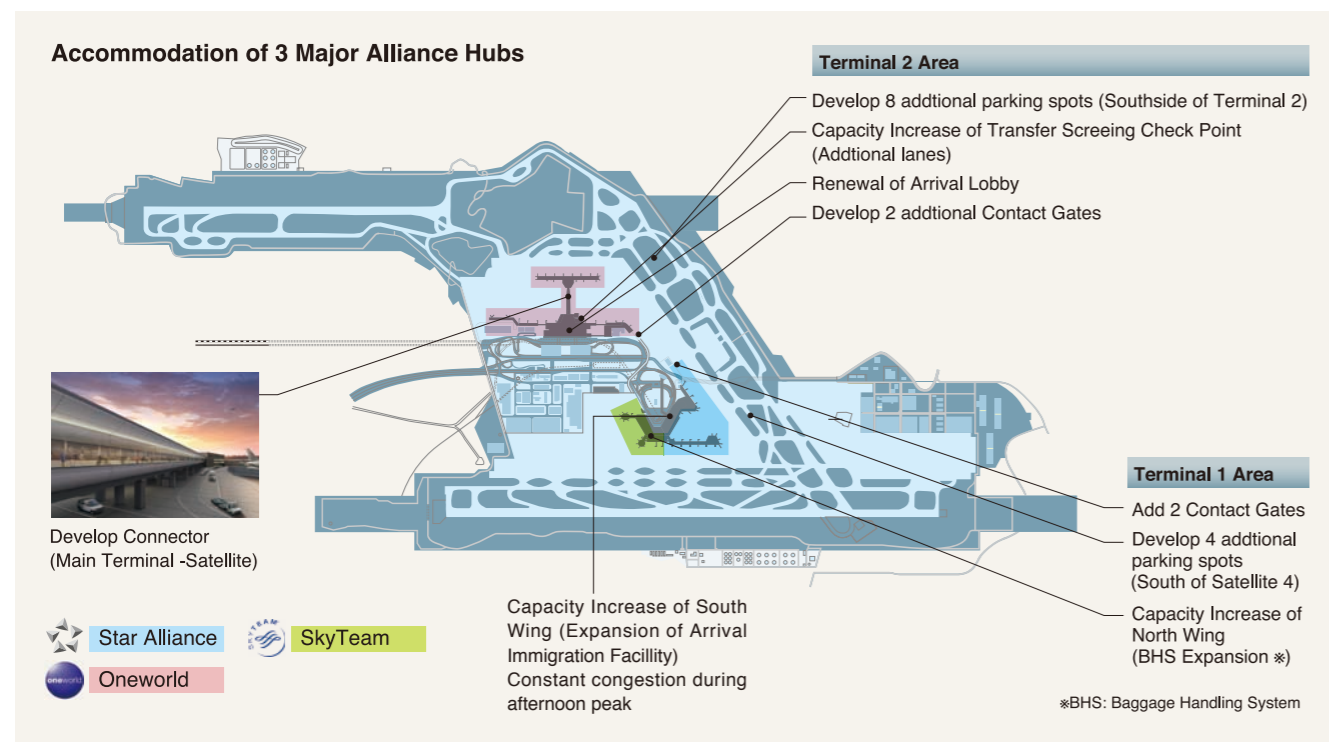 Accommodation of 3 Major Alliance Hubs
Terminal 2 Area
Develop 8 addtional parking spots (Southside of Terminal 2)
Capacity Increase of Transfer Screeing Check Point
(Addtional lanes)
Renewal of Arrival Lobby
Develop 2 addtional Contact Gates
Develop Connector
(Main Terminal -Satellite)
Terminal 1 Area
Add 2 Contact Gates
Develop 4 addtional
parking spots
(South of Satellite 4)
Capacity Increase of
North Wing
(BHS Expansion ※)
Capacity Increase of South
Wing (Expansion of Arrival
Immigration Facillity)
Constant congestion during
afternoon peak
Star Alliance
SKYTEAM
SkyTeam
oneworld
Oneworld
※BHS: Baggage Handling System